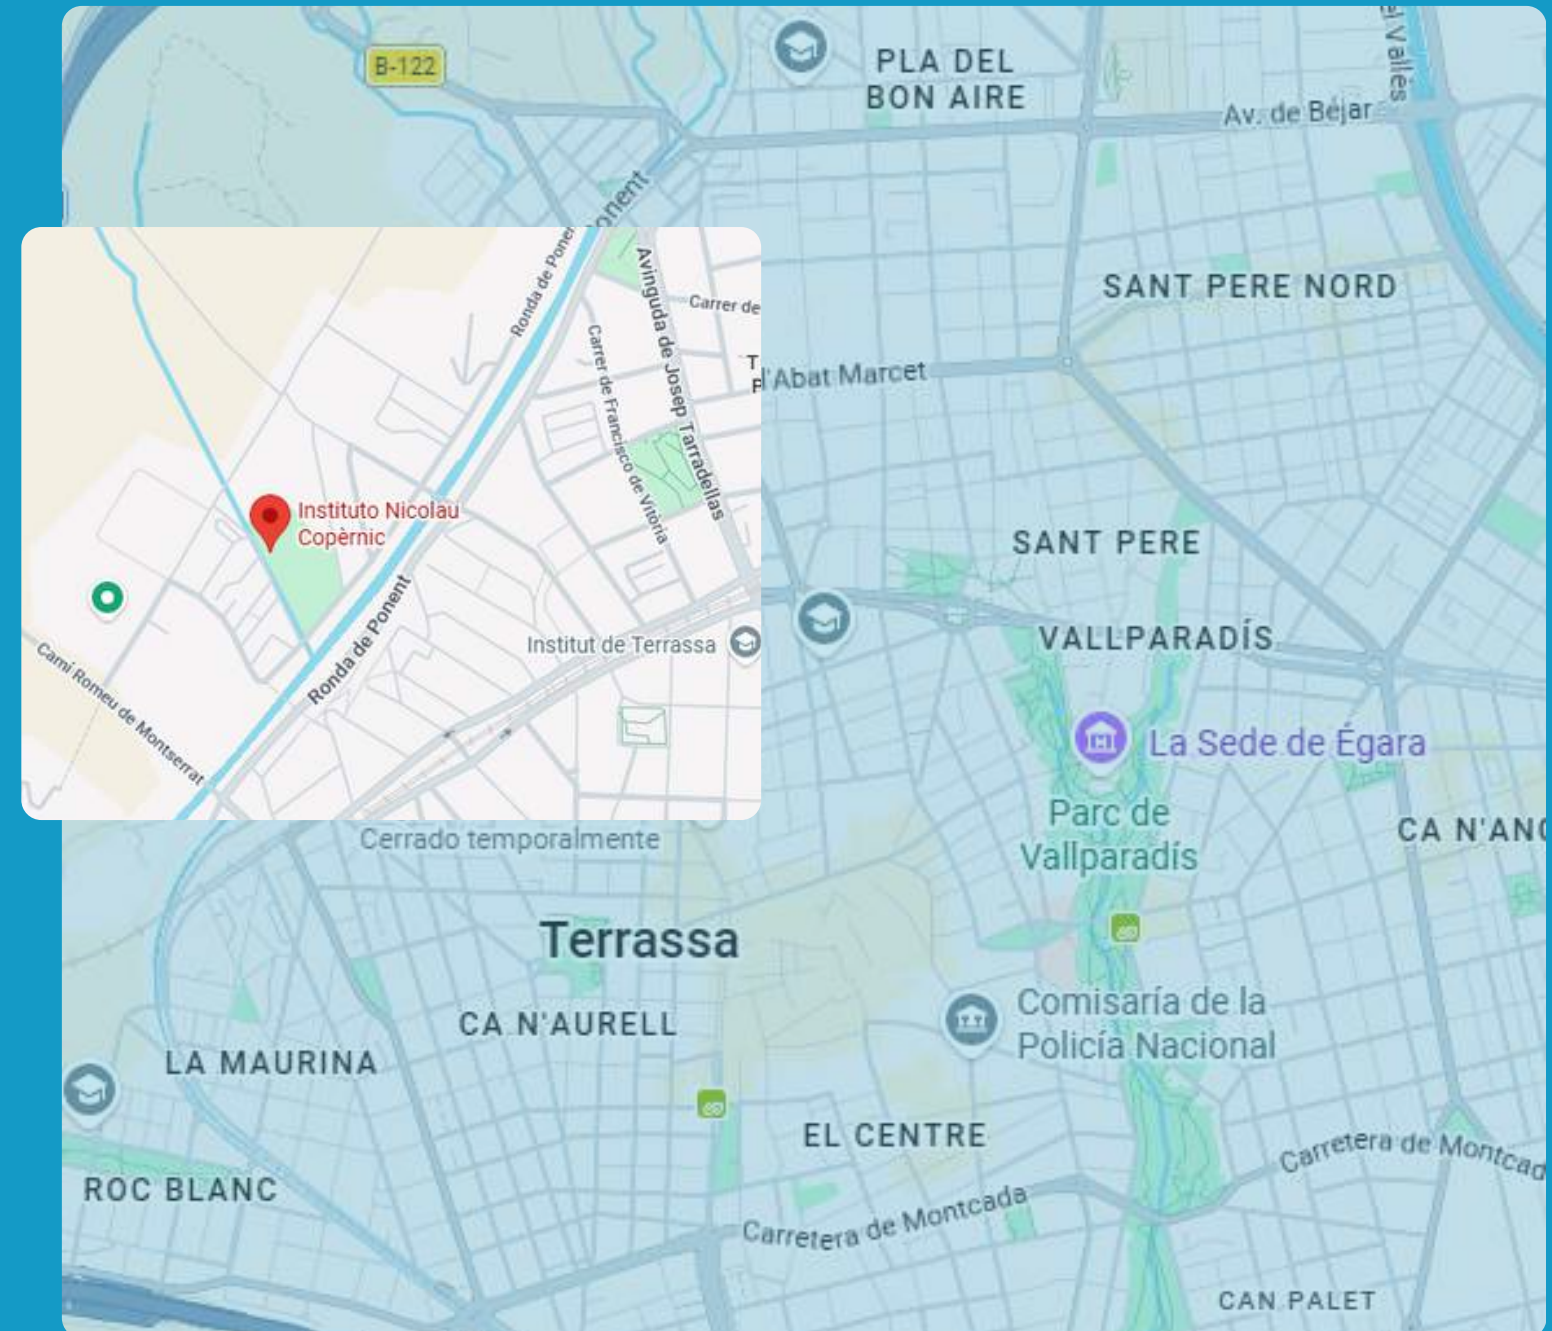 B-122
PLA DEL
BON AIRE
Av. de Béjar
el Vallès
SANT PERE NORD
l'Abat Marcet
SANT PERE
VALLPARADÍS
La Sede de Égara
Parc de
Vallparadís
CA N'ANG
Ronda de Ponent
Avinguda de Josep Tarradellas
Carrer de
Carrer de Francisco de Vitòria
Instituto Nicolau
Copèrnic
Ronda de Ponent
Institut de Terrassa
Camí Romeu de Montserrat
Cerrado temporalmente
Terrassa
CA N'AURELL
LA MAURINA
Comisaría de la
Policía Nacional
EL CENTRE
ROC BLANC
Carretera de Montcada
Carretera de Montcad
CAN PALET